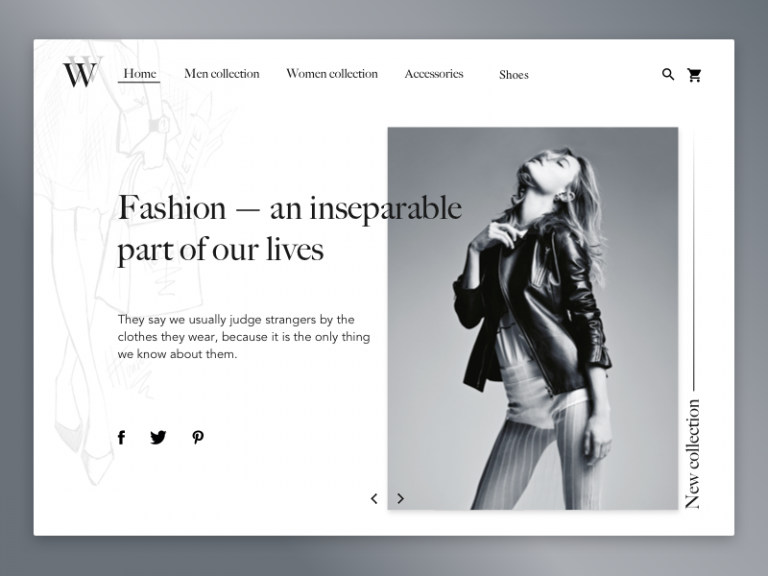 W
Home
Men collection
Women collection
Accessories
Shoes
Fashion — an inseparable
part of our lives
They say we usually judge strangers by the
clothes they wear, because it is the only thing
we know about them.
New collection